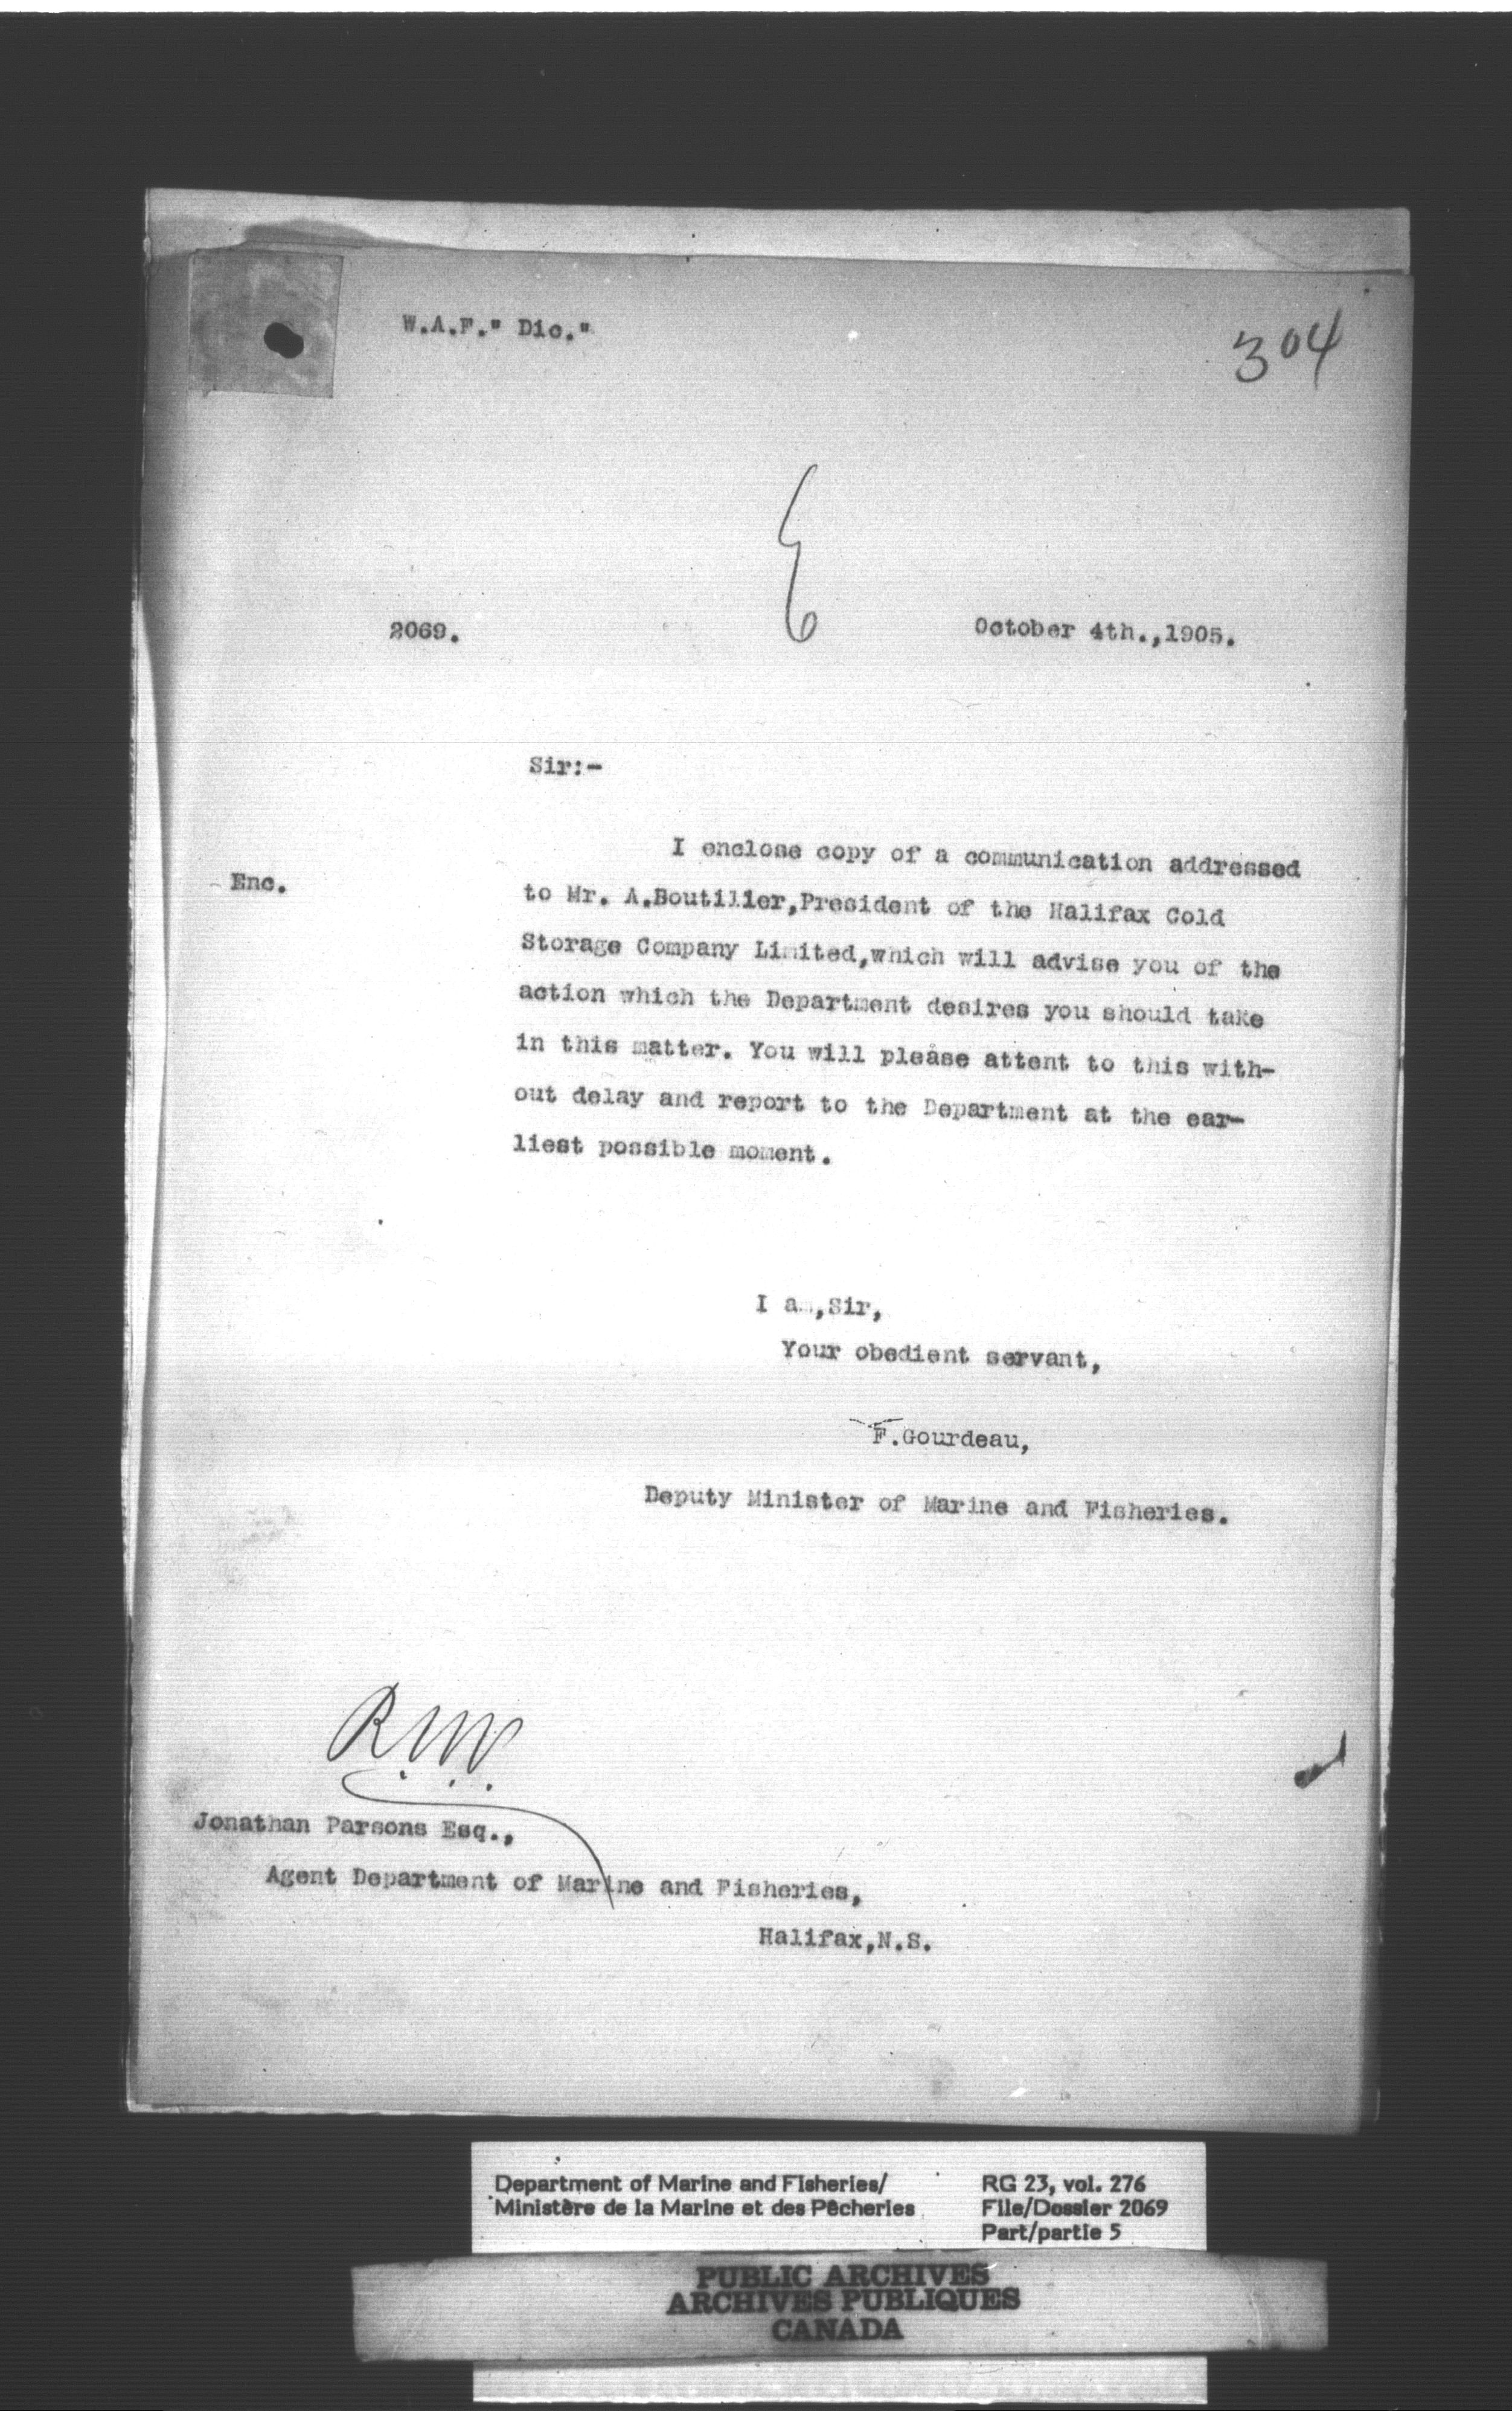 W.A.F." Dic."
304
E
2069.
October 4th.,1905.
Sir:-
I enclose copy of a communication addressed
Enc.
to Mr. A.Boutilier,President of the Halifax Cold
Storage Company Limited,which will advise you of the
action which the Department desires you should take
in this matter. You will please attent to this with-
out delay and report to the Department at the ear-
liest possible moment.
I am,Sir,
Your obedient servant,
F.Gourdeau,
Deputy Minister of Marine and Fisheries.
Jonathan Parsons Esq.,
Agent Department of Marine and Fisheries,
Halifax,N.S.
Department of Marine and Fisheries/
Ministère de la Marine et des Pêcheries
RG 23, vol. 276
File/Dossier 2069
Part/partie 5
PUBLIC ARCHIVES
ARCHIVES PUBLIQUES
CANADA